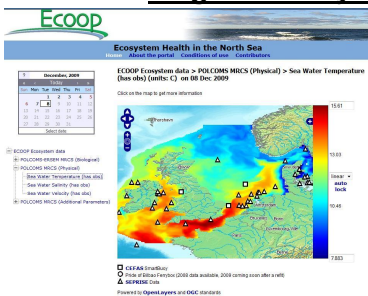 Ecoop
Ecosystem Health in the North Sea
Home About the portal Conditions of use Contributors
? December, 2009
« ‹ Today › »
Sun Mon Tue Wed Thu Fri Sat
1 2 3 4 5
6 7 8 9 10 11 12
13 14 15 16 17 18 19
20 21 22 23 24 25 26
27 28 29 30 31
Select date
ECOOP Ecosystem data
POLCOMS-ERSEM MRCS (Biological)
POLCOMS MRCS (Physical)
Sea Water Temperature (has obs)
Sea Water Salinity (has obs)
Sea Water Velocity (has obs)
POLCOMS MRCS (Additional Parameters)
ECOOP Ecosystem data > POLCOMS MRCS (Physical) > Sea Water Temperature
(has obs) (units: C) on 08 Dec 2009
Click on the map to get more information
Thorshavn
15.61
13.03
linear
auto
lock
10.46
7.883
CEFAS SmartBuoy
Pride of Bilbao Ferrybox (2008 data available, 2009 coming soon after a refit)
SEPRISE Data
Powered by OpenLayers and OGC standards